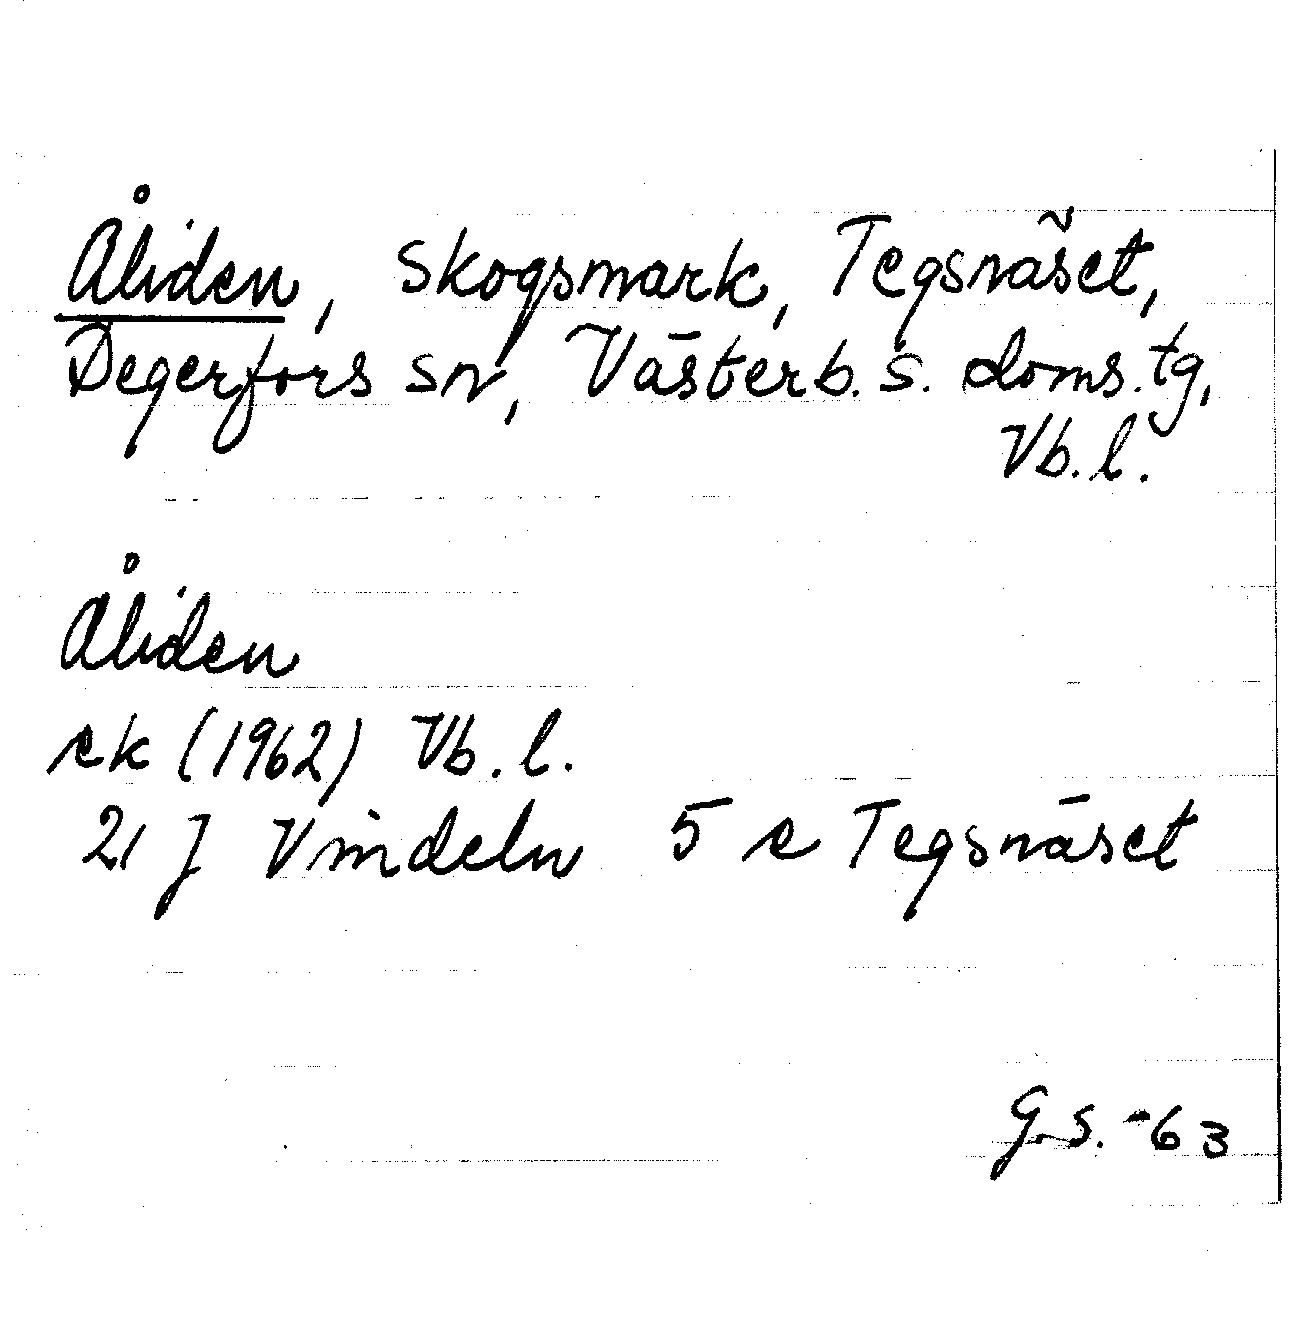 Åliden, skogsmark, Tegsnäset,
Degerfors sn, Västerb. s. doms.tg,
Vb. l.
Åliden
ek (1962) Vb. l.
21 J Vindeln 5 e Tegsnäset
G.S. -63